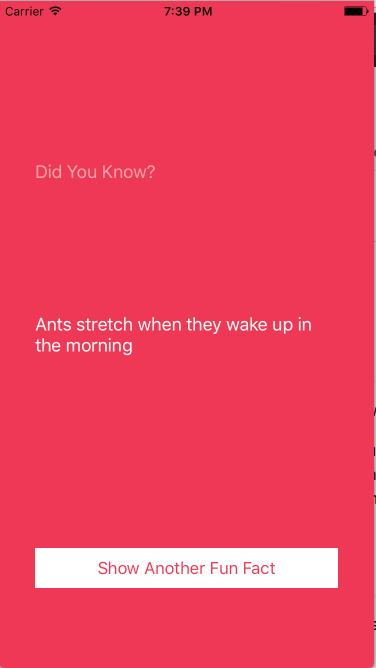 Carrier 7:39 PM
Did You Know?
Ants stretch when they wake up in
the morning
Show Another Fun Fact